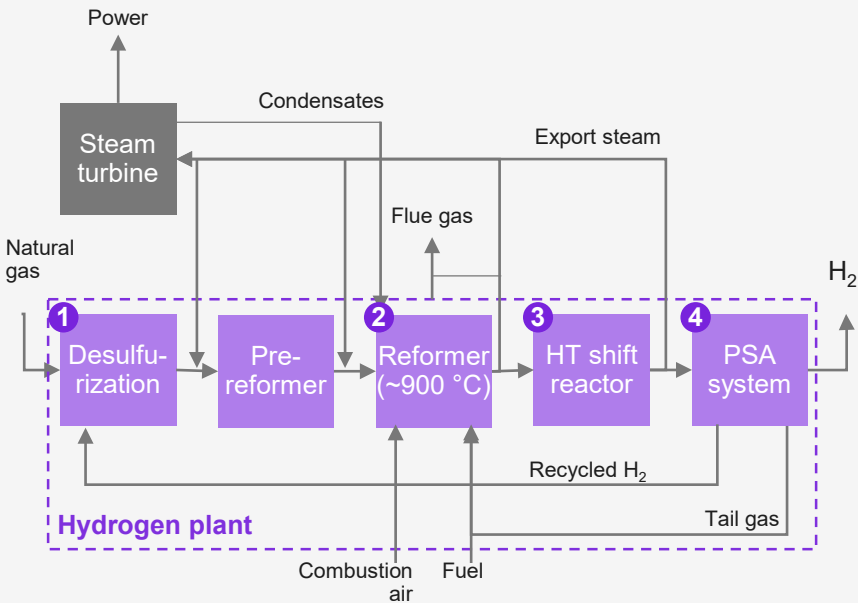 Power
Condensates
Steam
turbine
Export steam
Flue gas
Natural
gas
H₂
1
Desulfu-
rization
Pre-
reformer
2
Reformer
(~900 °C)
3
HT shift
reactor
4
PSA
system
Recycled H₂
Hydrogen plant
Tail gas
Combustion
air
Fuel